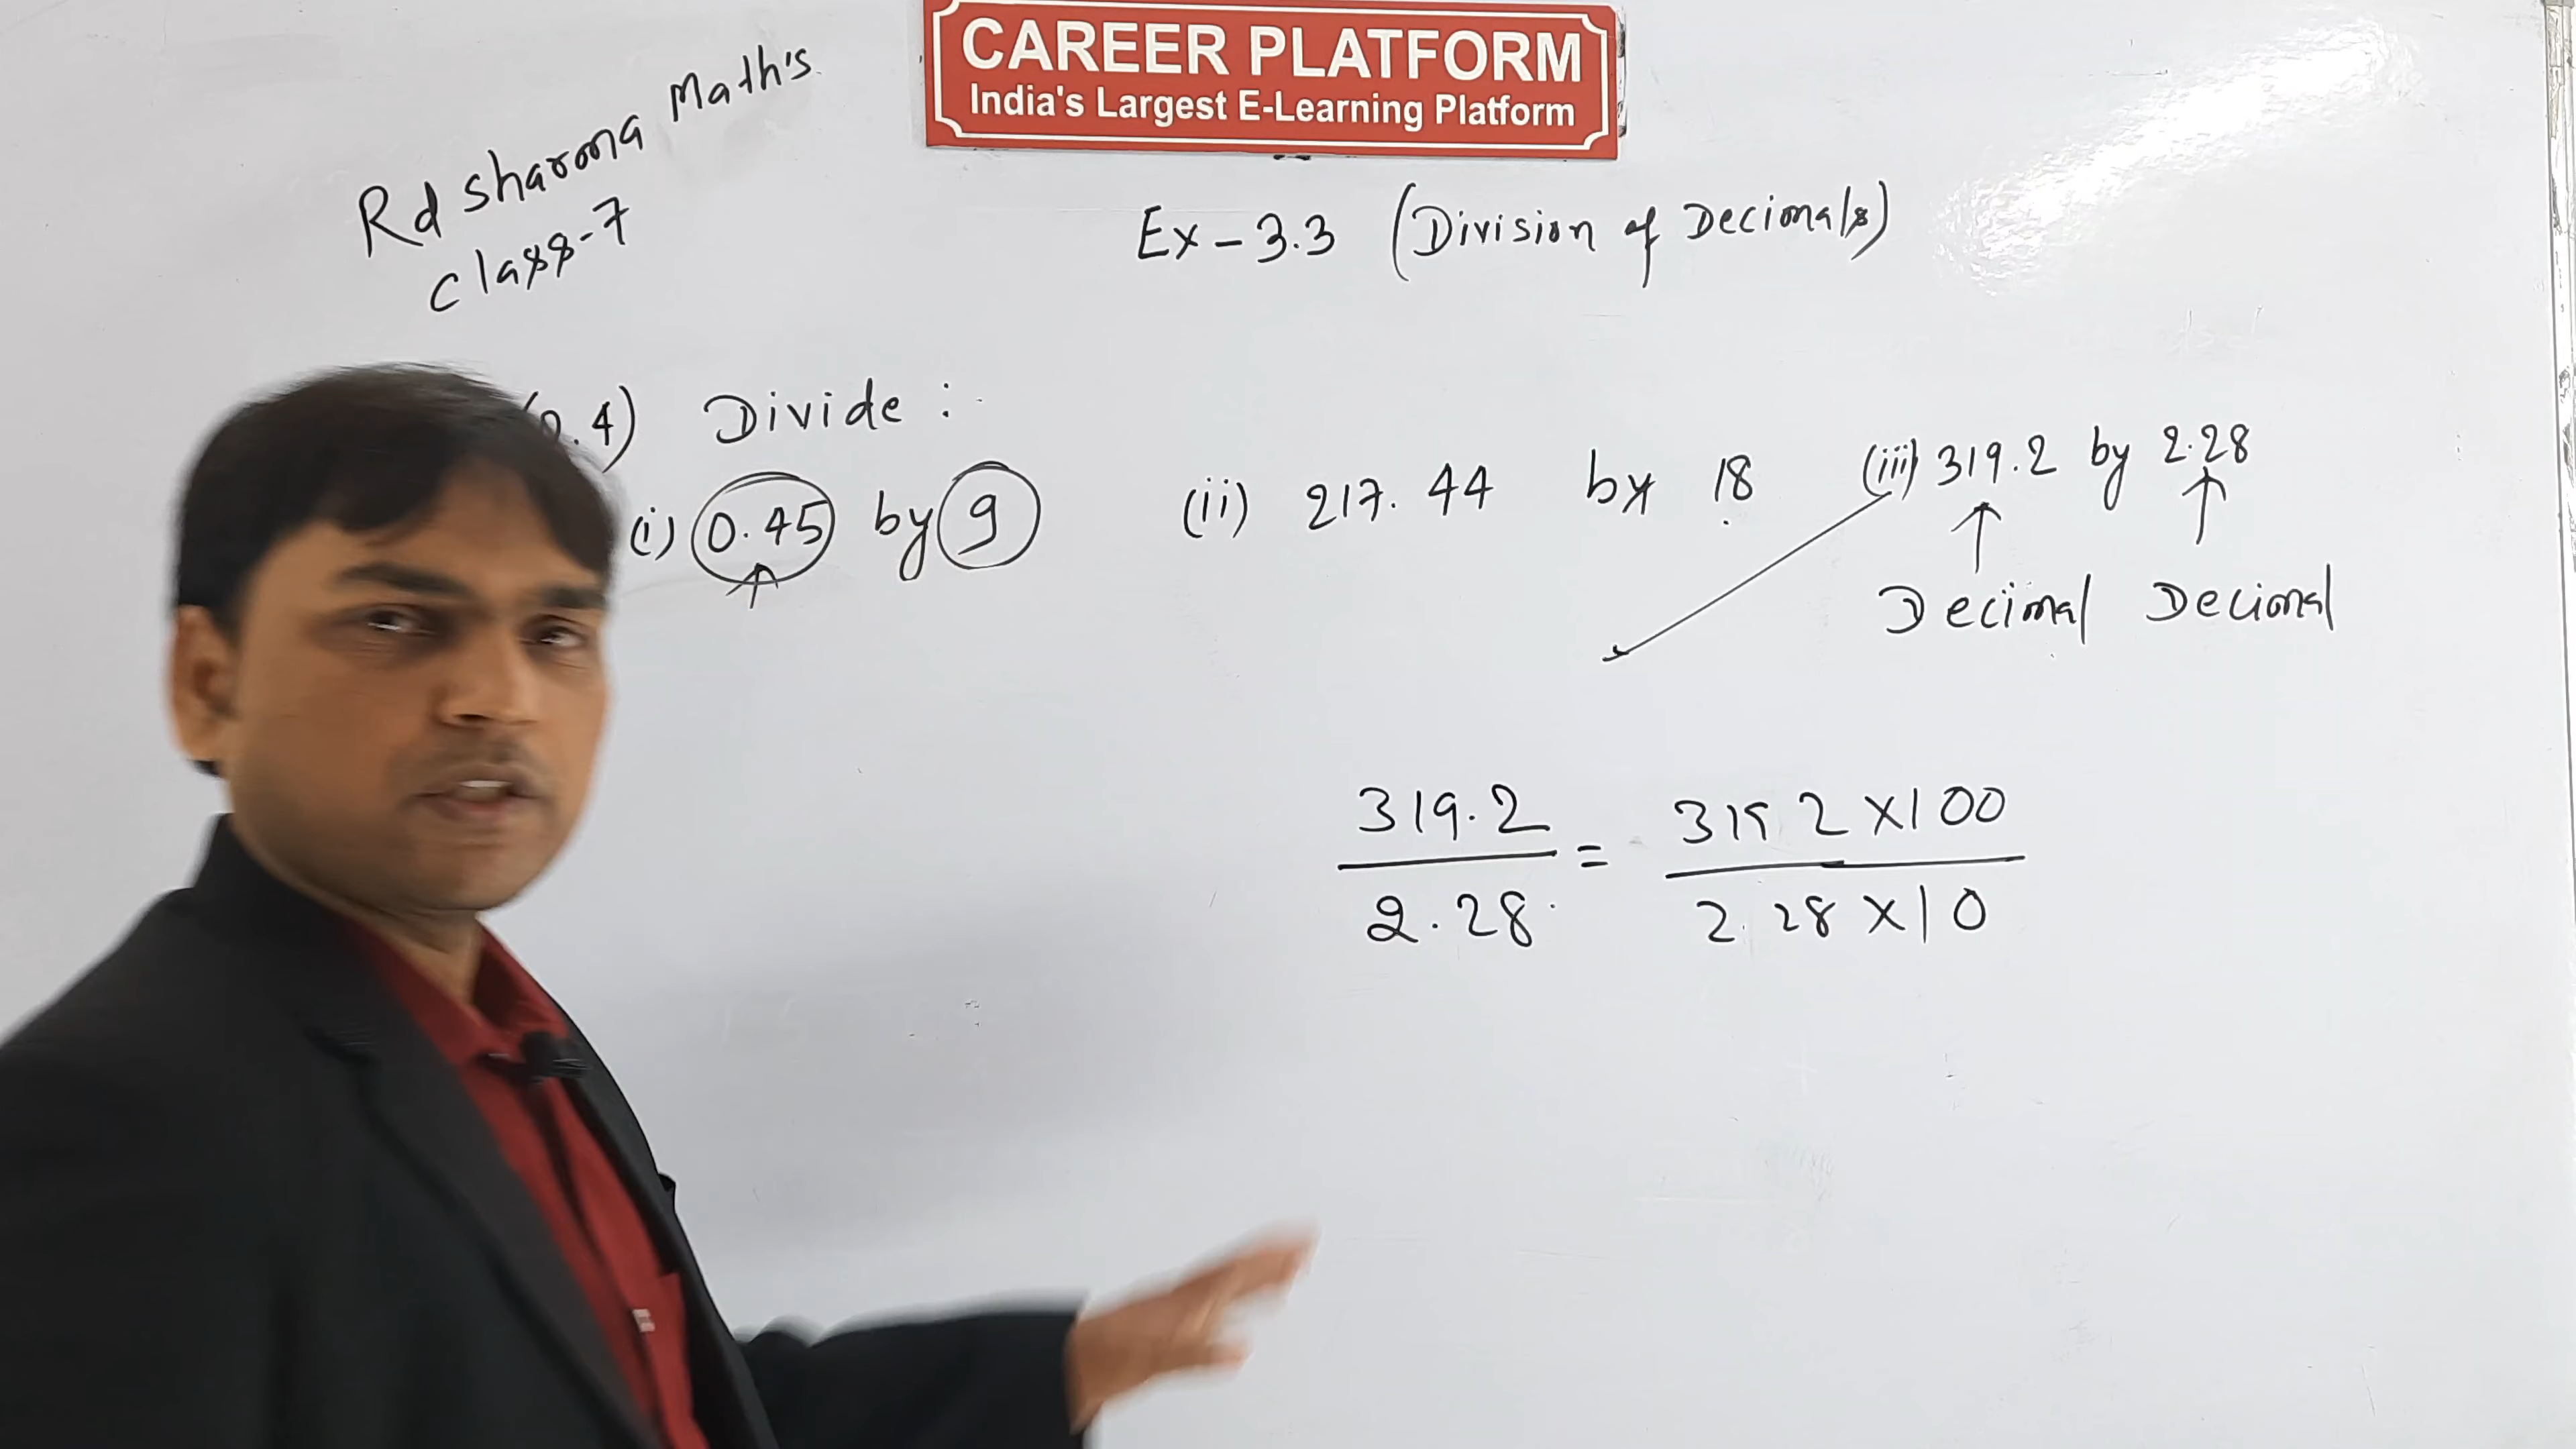 CAREER PLATFORM
India's Largest E-Learning Platform
Rd Sharma Math's
Class-7
Ex-3.3 (Division of Decimals)
Q.4) Divide :
(i) 0.45 by 9 (ii) 217.44 by 18 (iii) 319.2 by 2.28
Decimal Decimal
319.2 / 2.28 = 319 2 X 100 / 2.28 X 10